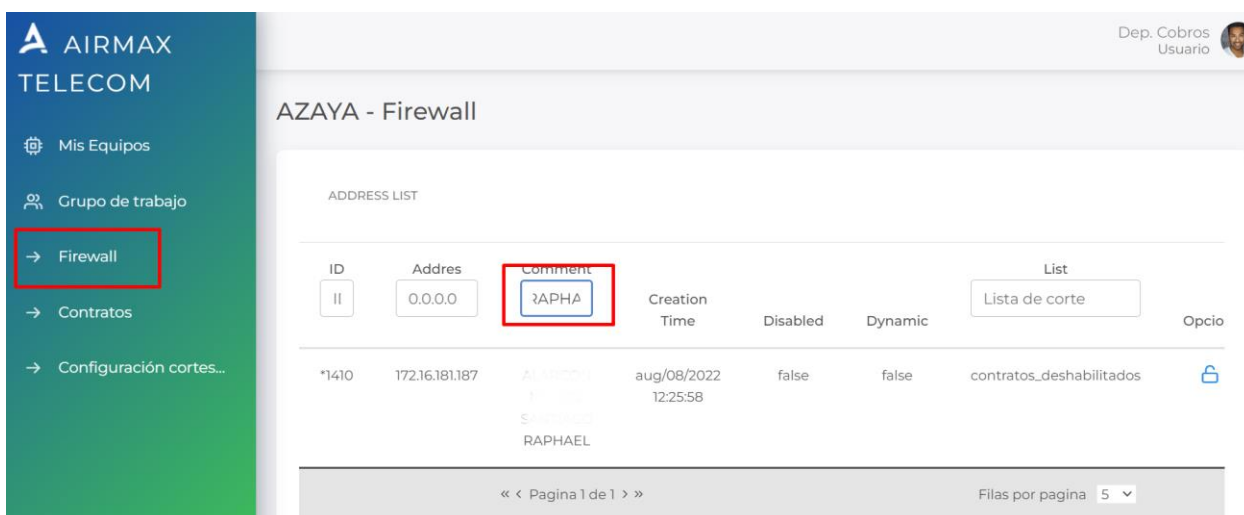 AIRMAX
TELECOM
Dep. Cobros
Usuario
Mis Equipos
Grupo de trabajo
Firewall
Contratos
Configuración cortes...
AZAYA - Firewall
ADDRESS LIST
ID
Addres
Comment
Creation
Time
Disabled
Dynamic
List
Opcio
0.0.0.0
RAPHA
Lista de corte
*1410
172.16.181.187
RAPHAEL
aug/08/2022
12:25:58
false
false
contratos_deshabilitados
« ‹ Pagina 1 de 1 › »
Filas por pagina 5